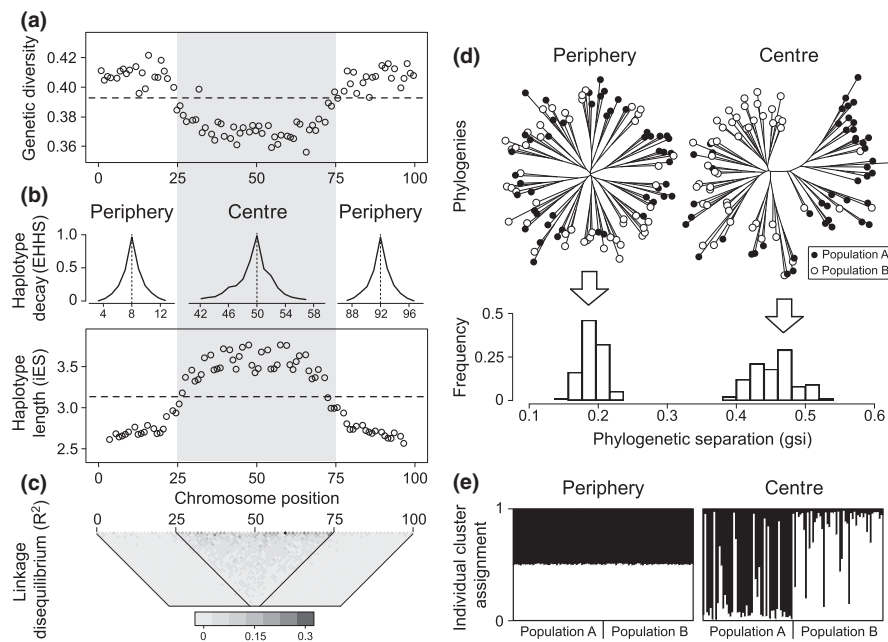 (a)
Genetic diversity
0.42
0.40
0.38
0.36
0 25 50 75 100
(b)
Periphery Centre Periphery
Haplotype
decay (EHHS)
1.0
0.5
0
4 8 12 42 46 50 54 58 88 92 96
Haplotype
length (iES)
3.5
3.0
2.5
0 25 50 75 100
Chromosome position
(c)
0 25 50 75 100
Linkage
disequilibrium (R²)
0 0.15 0.3
(d)
Periphery Centre
Phylogenies
Population A
Population B
Frequency
0.5
0.25
0
0.1 0.2 0.3 0.4 0.5 0.6
Phylogenetic separation (gsi)
(e)
Periphery Centre
Individual cluster
assignment
1
0
1
0
Population A Population B Population A Population B